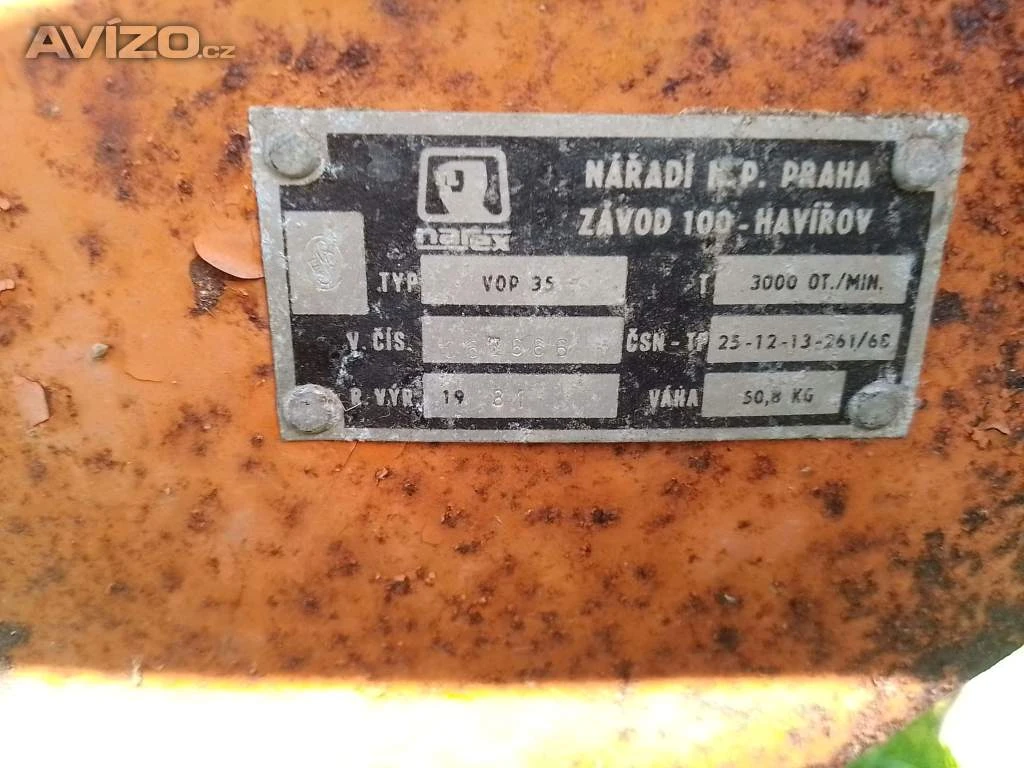 AVÍZO.cz
NÁŘADÍ N.P. PRAHA
ZÁVOD 100 - HAVÍŘOV
narex
TYP VOP 35 T 3000 OT./MIN.
V. ČÍS. ČSN - TP 25-12-13-261/68
R. VÝR. 19 81 VÁHA 50,8 KG